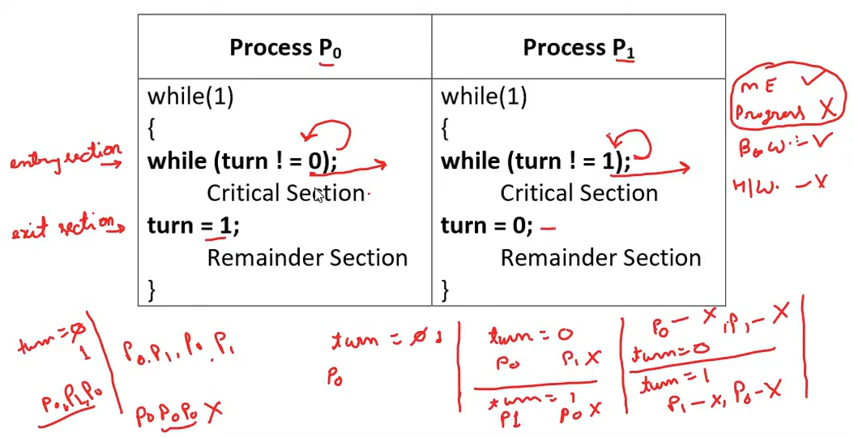 Process P₀ Process P₁
while(1) while(1)
{ {
entry section → while (turn ! = 0); while (turn ! = 1);
Critical Section Critical Section
exit section → turn = 1; turn = 0; –
Remainder Section Remainder Section
} }
M E ✓
Progress X
B.W. – ✓
H/W. – X
turn = 0
1
P0, P1, P0
P0, P1, P0, P1
P0 P0 P0 X
turn = 0 1
P0
turn = 0
P0 P1 X
turn = 1
P1 P0 X
P0 – X, P1 – X
turn = 0
turn = 1
P1 – X, P0 – X